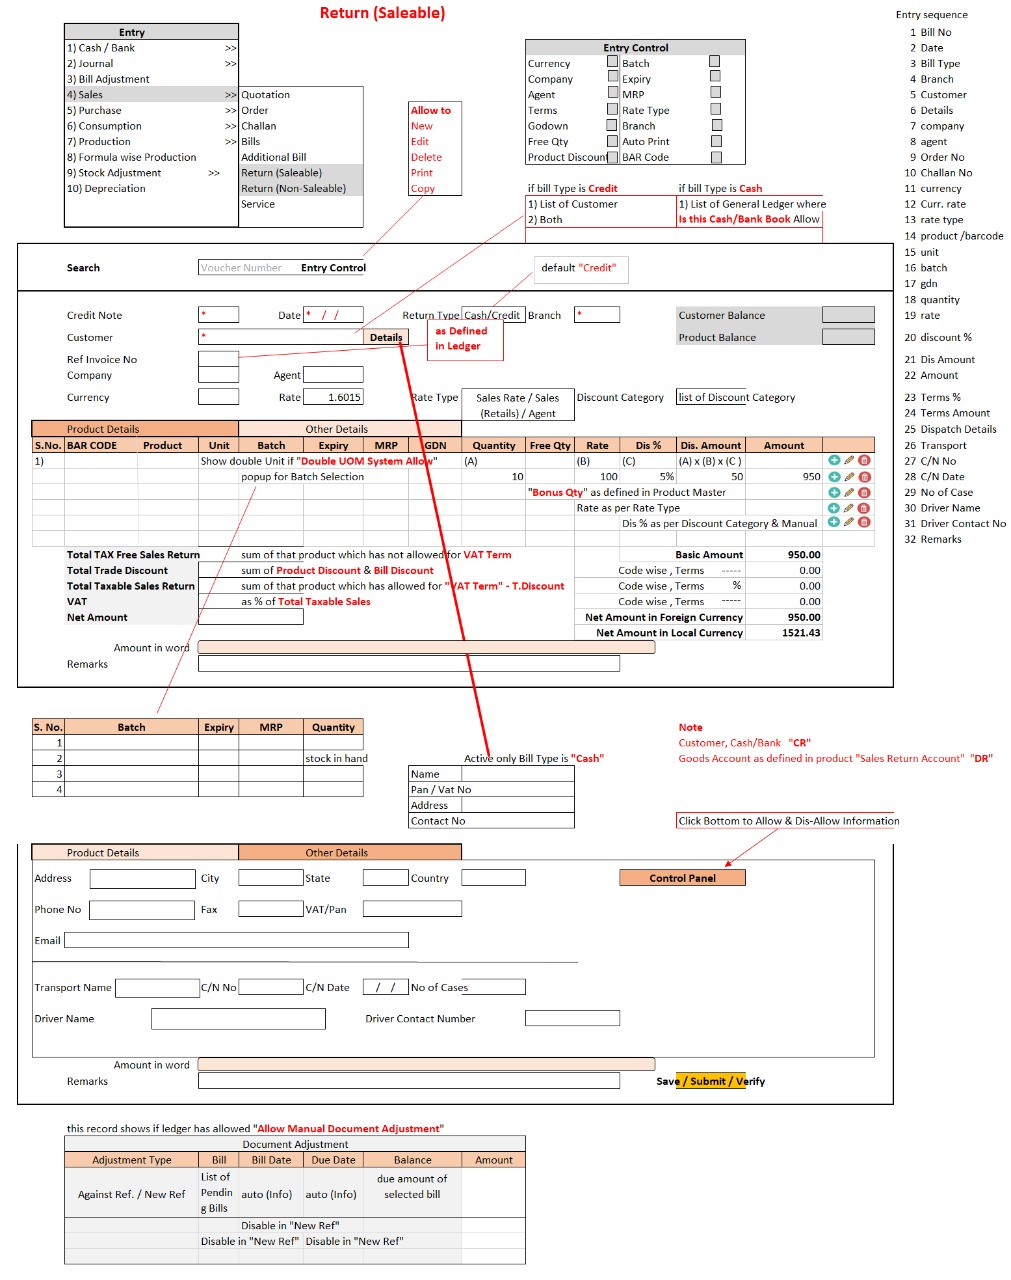 Return (Saleable)
Entry
1) Cash / Bank >>
2) Journal >>
3) Bill Adjustment
4) Sales >>
5) Purchase >>
6) Consumption >>
7) Production >>
8) Formula wise Production
9) Stock Adjustment >>
10) Depreciation
Quotation
Order
Challan
Bills
Additional Bill
Return (Saleable)
Return (Non-Saleable)
Service
Allow to
New
Edit
Delete
Print
Copy
Entry Control
Currency Batch
Company Expiry
Agent MRP
Terms Rate Type
Godown Branch
Free Qty Auto Print
Product Discount BAR Code
if bill Type is Credit
1) List of Customer
2) Both
if bill Type is Cash
1) List of General Ledger where
Is this Cash/Bank Book Allow
Entry sequence
1 Bill No
2 Date
3 Bill Type
4 Branch
5 Customer
6 Details
7 company
8 agent
9 Order No
10 Challan No
11 currency
12 Curr. rate
13 rate type
14 product /barcode
15 unit
16 batch
17 gdn
18 quantity
19 rate
20 discount %
21 Dis Amount
22 Amount
23 Terms %
24 Terms Amount
25 Dispatch Details
26 Transport
27 C/N No
28 C/N Date
29 No of Case
30 Driver Name
31 Driver Contact No
32 Remarks
Search Voucher Number Entry Control
default "Credit"
Credit Note * Date * / / Return Type Cash/Credit Branch * Customer Balance
Customer * Details Product Balance
as Defined
in Ledger
Ref Invoice No
Company Agent
Currency Rate 1.6015 Rate Type Sales Rate / Sales (Retails) / Agent Discount Category list of Discount Category
Product Details Other Details
S.No. BAR CODE Product Unit Batch Expiry MRP GDN Quantity Free Qty Rate Dis % Dis. Amount Amount
1) Show double Unit if "Double UOM System Allow" (A) (B) (C) (A) x (B) x (C )
popup for Batch Selection 10 100 5% 50 950
"Bonus Qty" as defined in Product Master
Rate as per Rate Type
Dis % as per Discount Category & Manual
Total TAX Free Sales Return sum of that product which has not allowed for VAT Term Basic Amount 950.00
Total Trade Discount sum of Product Discount & Bill Discount Code wise , Terms ----- 0.00
Total Taxable Sales Return sum of that product which has allowed for "VAT Term" - T.Discount Code wise , Terms % 0.00
VAT as % of Total Taxable Sales Code wise , Terms ----- 0.00
Net Amount Net Amount in Foreign Currency 950.00
Net Amount in Local Currency 1521.43
Amount in word
Remarks
S. No. Batch Expiry MRP Quantity
1
2 stock in hand
3
4
Active only Bill Type is "Cash"
Name
Pan / Vat No
Address
Contact No
Note
Customer, Cash/Bank "CR"
Goods Account as defined in product "Sales Return Account" "DR"
Click Bottom to Allow & Dis-Allow Information
Product Details Other Details
Address City State Country Control Panel
Phone No Fax VAT/Pan
Email
Transport Name C/N No C/N Date / / No of Cases
Driver Name Driver Contact Number
Amount in word
Remarks Save / Submit / Verify
this record shows if ledger has allowed "Allow Manual Document Adjustment"
Document Adjustment
Adjustment Type Bill Bill Date Due Date Balance Amount
Against Ref. / New Ref List of Pendin g Bills auto (Info) auto (Info) due amount of selected bill
Disable in "New Ref"
Disable in "New Ref" Disable in "New Ref"